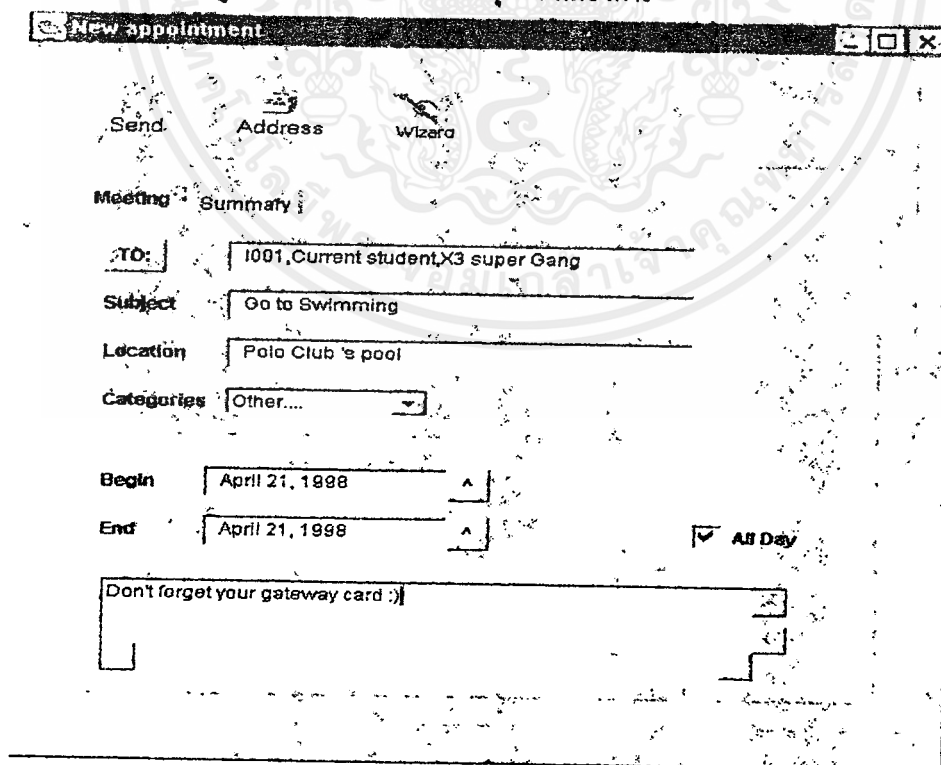 New appointment
Send Address Wizard
Meeting Summary
TO: I001,Current student,X3 super Gang
Subject Go to Swimming
Location Polo Club 's pool
Categories Other....
Begin April 21, 1998 ^
End April 21, 1998 ^ All Day
Don't forget your gateway card :)